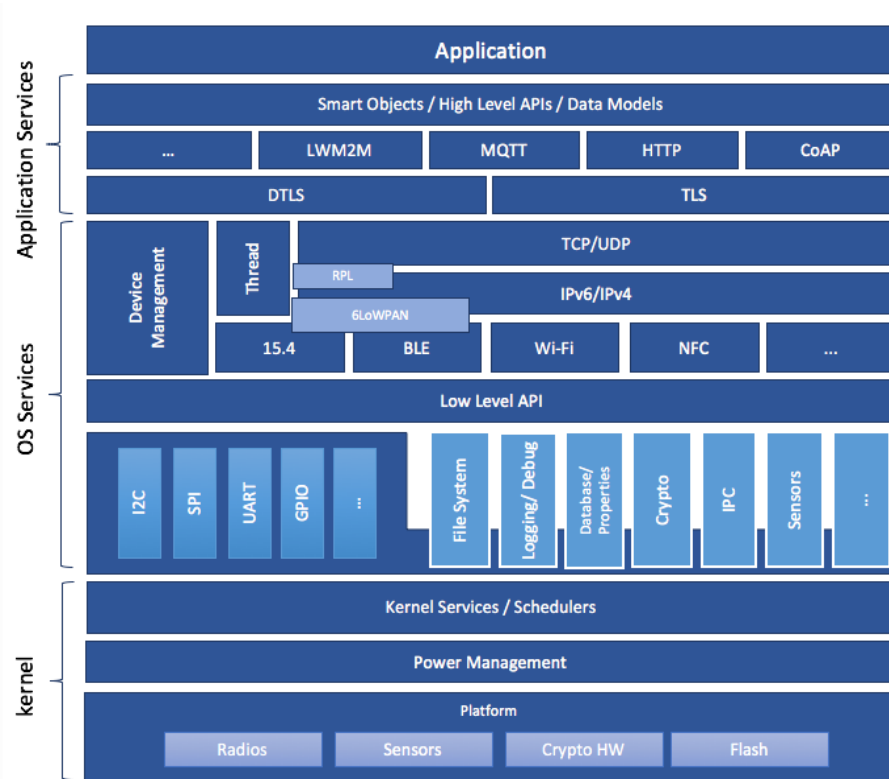 Application
Application Services
Smart Objects / High Level APIs / Data Models
...
LWM2M
MQTT
HTTP
CoAP
DTLS
TLS
OS Services
Device
Management
Thread
TCP/UDP
RPL
IPv6/IPv4
6LoWPAN
15.4
BLE
Wi-Fi
NFC
...
Low Level API
I2C
SPI
UART
GPIO
...
File System
Logging/ Debug
Database/
Properties
Crypto
IPC
Sensors
...
kernel
Kernel Services / Schedulers
Power Management
Platform
Radios
Sensors
Crypto HW
Flash